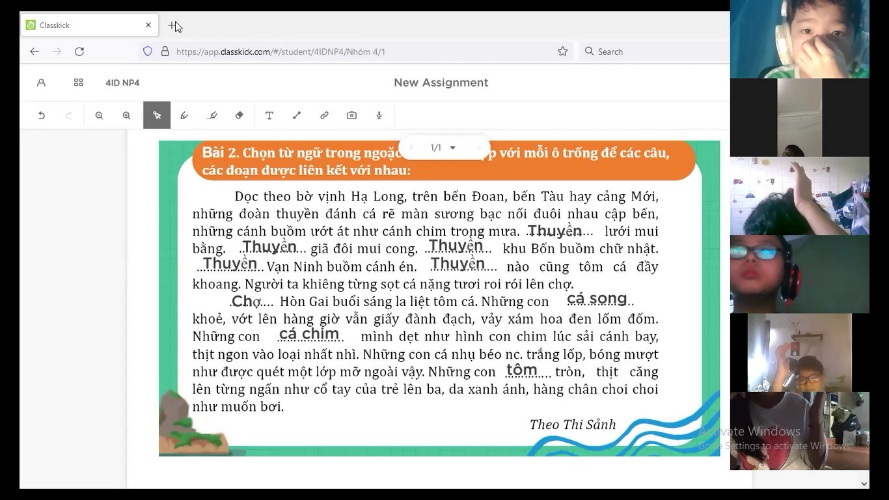 Classkick
https://app.classkick.com/#/student/4IDNP4/Nhóm 4/1
Search
4ID NP4
New Assignment
1/1
Bài 2. Chọn từ ngữ trong ngoặc với mỗi ô trống để các câu,
các đoạn được liên kết với nhau:
Dọc theo bờ vịnh Hạ Long, trên bến Đoan, bến Tàu hay cảng Mới,
những đoàn thuyền đánh cá rẽ màn sương bạc nối đuôi nhau cập bến,
những cánh buồm ướt át như cánh chim trong mưa. .Thuyền... lưới mui
bằng. ..Thuyền... giã đôi mui cong. .Thuyền... khu Bốn buồm chữ nhật.
..Thuyền.. Vạn Ninh buồm cánh én. .Thuyền... nào cũng tôm cá đầy
khoang. Người ta khiêng từng sọt cá nặng tươi roi rói lên chợ.
.Chợ.... Hòn Gai buổi sáng la liệt tôm cá. Những con cá song..
khoẻ, vớt lên hàng giờ vẫn giấy đành đạch, vảy xám hoa đen lốm đốm.
Những con cá chim mình dẹt như hình con chim lúc sải cánh bay,
thịt ngon vào loại nhất nhì. Những con cá nhụ béo nc. trắng lốp, bóng mượt
như được quét một lớp mỡ ngoài vậy. Những con tôm... tròn, thịt căng
lên từng ngấn như cổ tay của trẻ lên ba, da xanh ánh, hàng chân choi choi
như muốn bơi.
Theo Thi Sảnh
Activate Windows
Settings to activate Windows